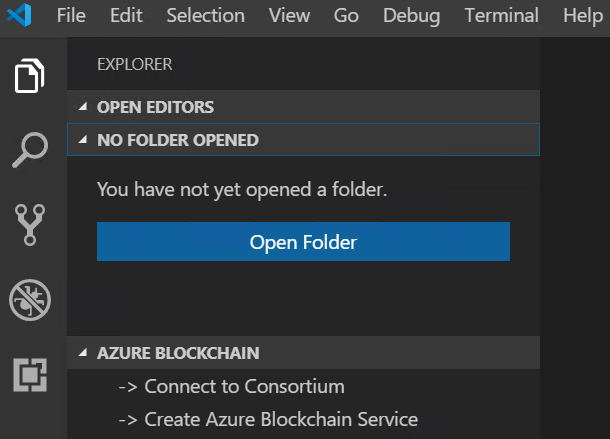 File Edit Selection View Go Debug Terminal Help
EXPLORER
OPEN EDITORS
NO FOLDER OPENED
You have not yet opened a folder.
Open Folder
AZURE BLOCKCHAIN
-> Connect to Consortium
-> Create Azure Blockchain Service